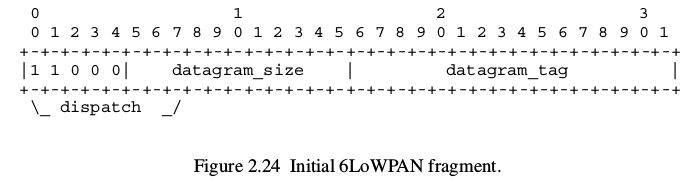 0                   1                   2                   3
0 1 2 3 4 5 6 7 8 9 0 1 2 3 4 5 6 7 8 9 0 1 2 3 4 5 6 7 8 9 0 1
+-+-+-+-+-+-+-+-+-+-+-+-+-+-+-+-+-+-+-+-+-+-+-+-+-+-+-+-+-+-+-+-+
|1 1 0 0 0|    datagram_size    |         datagram_tag          |
+-+-+-+-+-+-+-+-+-+-+-+-+-+-+-+-+-+-+-+-+-+-+-+-+-+-+-+-+-+-+-+-+
\_ dispatch  _/
Figure 2.24 Initial 6LoWPAN fragment.